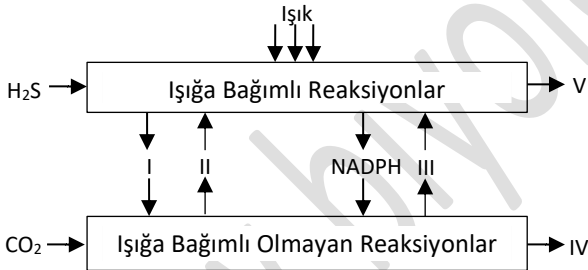 Işık
H₂S
Işığa Bağımlı Reaksiyonlar
V
I
II
NADPH
III
CO₂
Işığa Bağımlı Olmayan Reaksiyonlar
IV